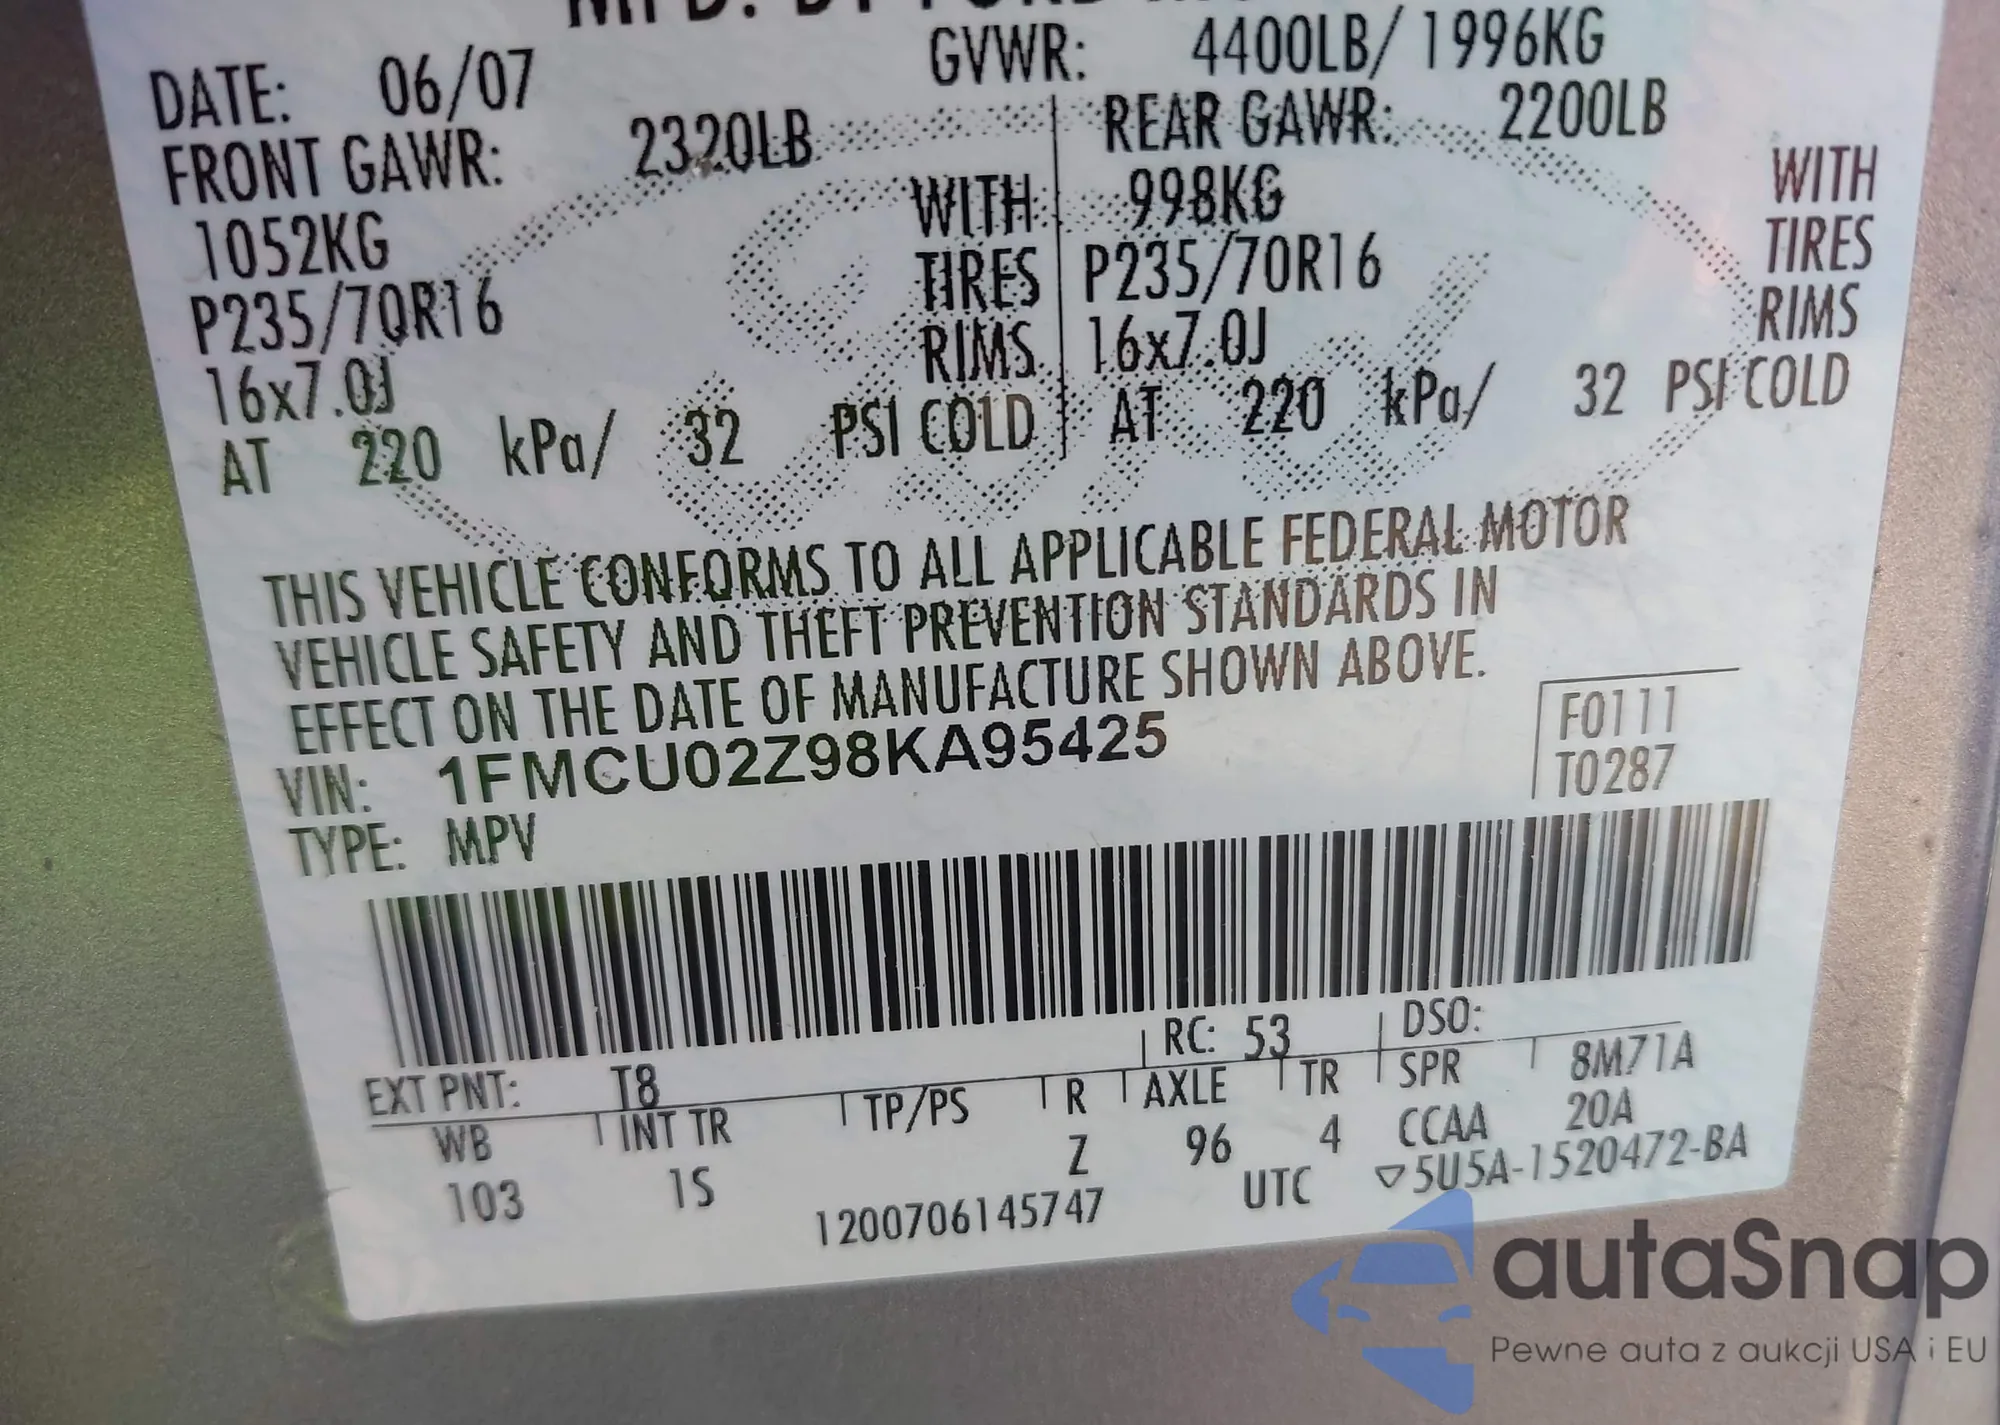 MFD. BY FORD
DATE: 06/07 GVWR: 4400LB/ 1996KG
FRONT GAWR: 2320LB REAR GAWR: 2200LB
1052KG WITH 998KG WITH
P235/70R16 TIRES P235/70R16 TIRES
16x7.0J RIMS 16x7.0J RIMS
AT 220 kPa/ 32 PSI COLD AT 220 kPa/ 32 PSI COLD
THIS VEHICLE CONFORMS TO ALL APPLICABLE FEDERAL MOTOR
VEHICLE SAFETY AND THEFT PREVENTION STANDARDS IN
EFFECT ON THE DATE OF MANUFACTURE SHOWN ABOVE.
VIN: 1FMCU02Z98KA95425
TYPE: MPV
F0111
T0287
EXT PNT: T8 RC: 53 DSO:
WB INT TR TP/PS R AXLE TR SPR 8M71A
103 1S Z 96 4 CCAA 20A
1200706145747 UTC ▽5U5A-1520472-BA
autaSnap
Pewne auta z aukcji USA i EU